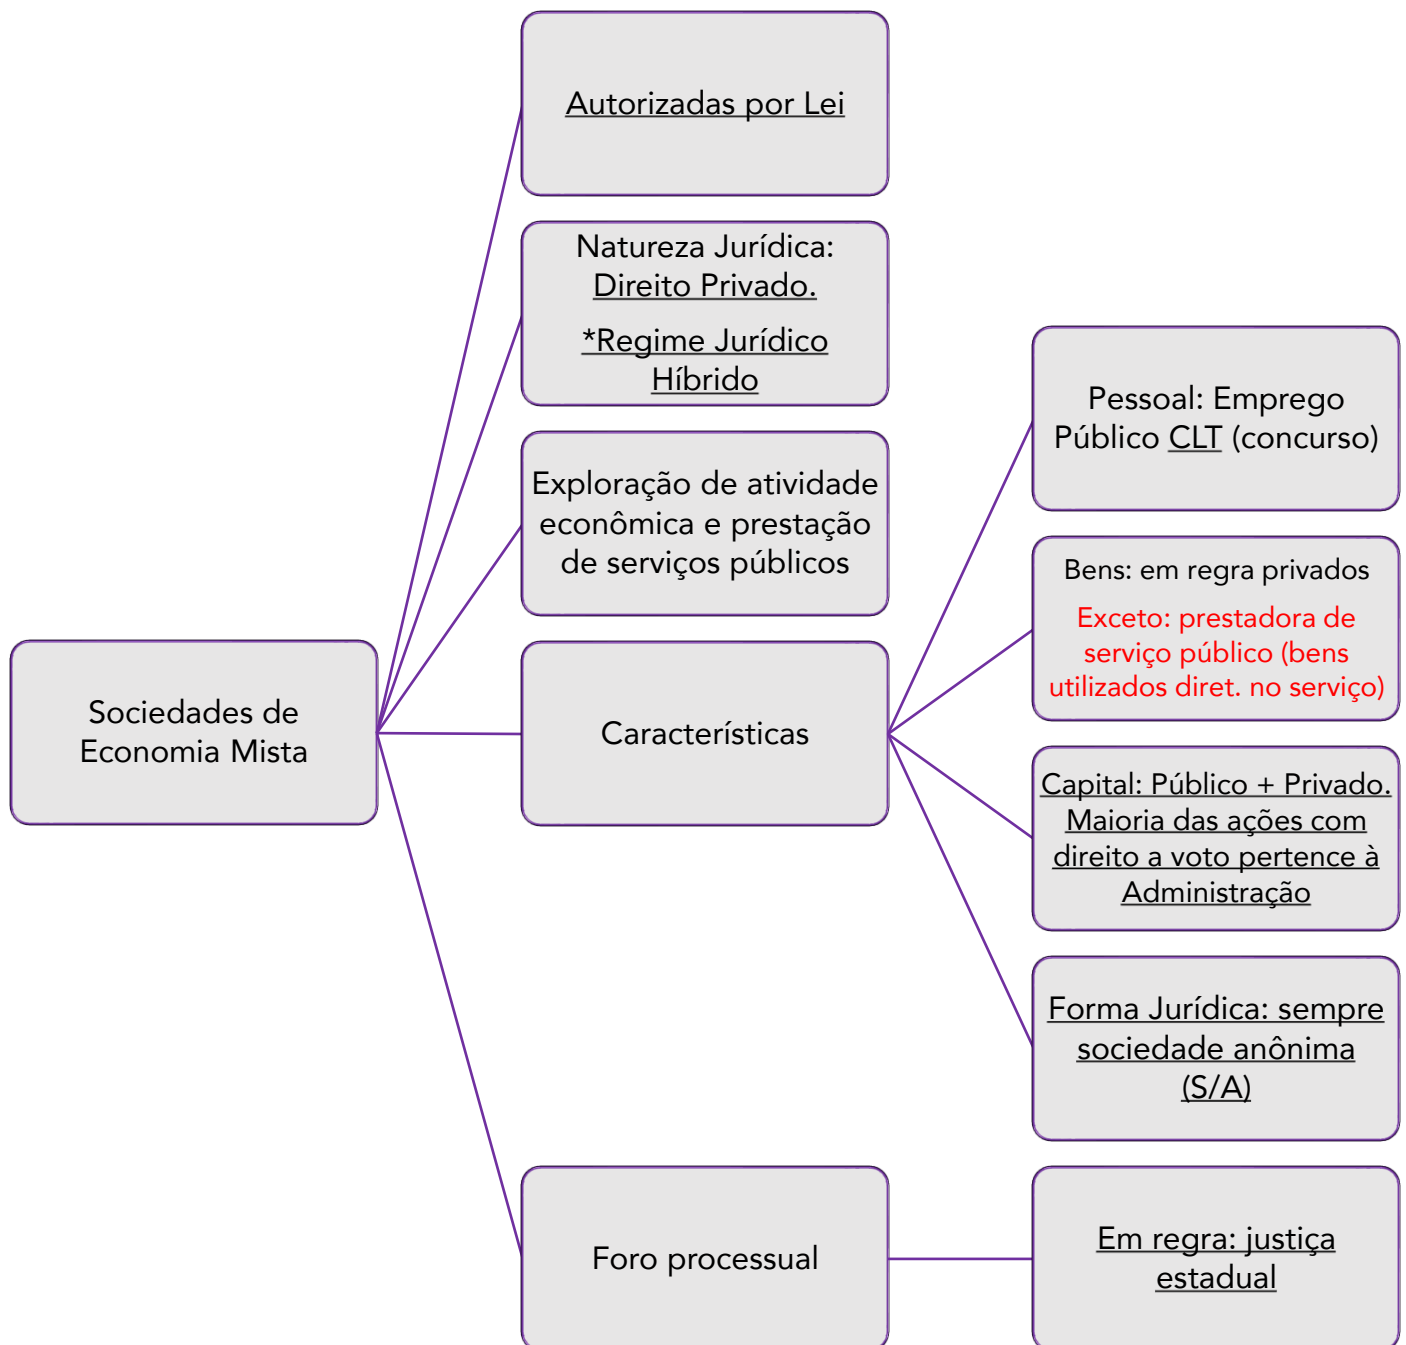 Sociedades de
Economia Mista
Autorizadas por Lei
Natureza Jurídica:
Direito Privado.
*Regime Jurídico
Híbrido
Exploração de atividade
econômica e prestação
de serviços públicos
Características
Pessoal: Emprego
Público CLT (concurso)
Bens: em regra privados
Exceto: prestadora de
serviço público (bens
utilizados diret. no serviço)
Capital: Público + Privado.
Maioria das ações com
direito a voto pertence à
Administração
Forma Jurídica: sempre
sociedade anônima
(S/A)
Foro processual
Em regra: justiça
estadual